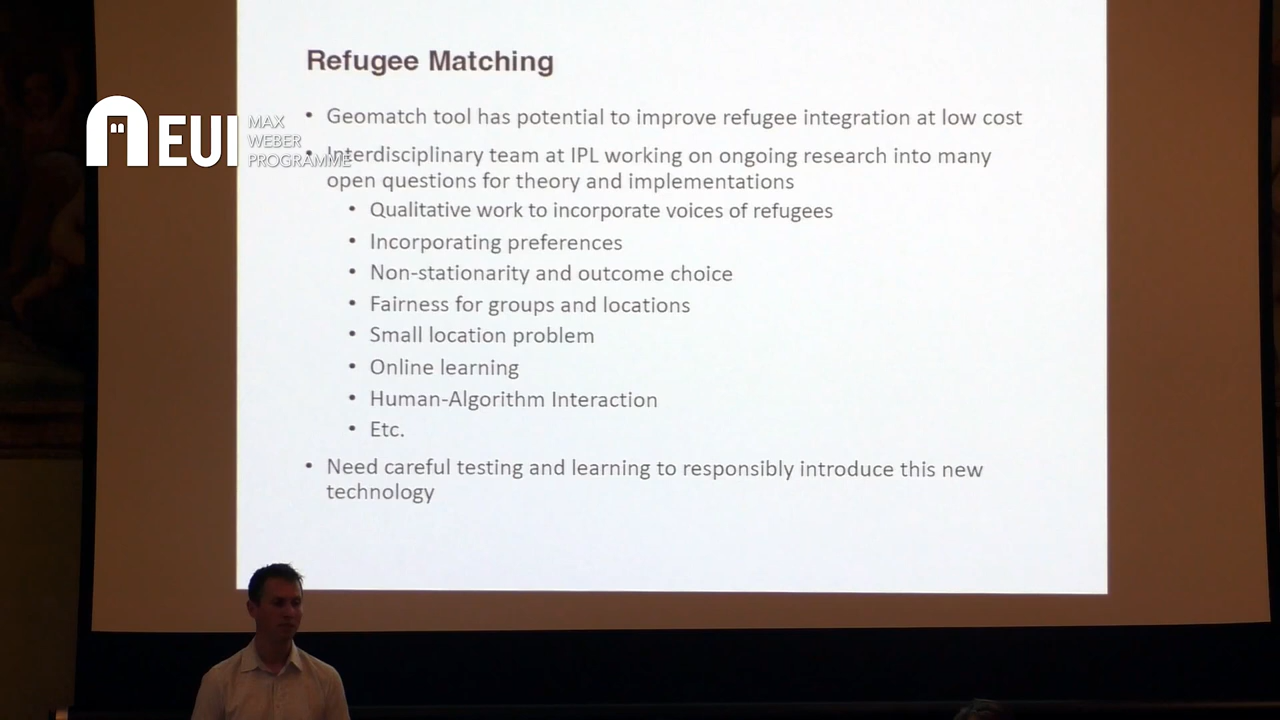 Refugee Matching
EUI
MAX
WEBER
PROGRAMME
• Geomatch tool has potential to improve refugee integration at low cost
• Interdisciplinary team at IPL working on ongoing research into many
open questions for theory and implementations
• Qualitative work to incorporate voices of refugees
• Incorporating preferences
• Non-stationarity and outcome choice
• Fairness for groups and locations
• Small location problem
• Online learning
• Human-Algorithm Interaction
• Etc.
• Need careful testing and learning to responsibly introduce this new
technology